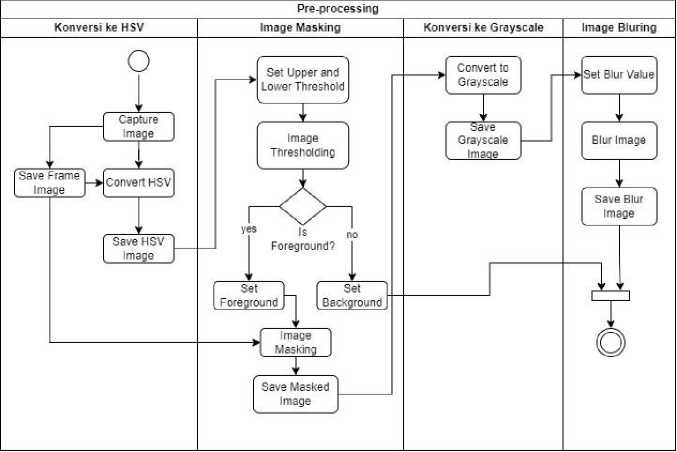 Pre-processing
Konversi ke HSV
Image Masking
Konversi ke Grayscale
Image Bluring
Capture
Image
Save Frame
Image
Convert HSV
Save HSV
Image
Set Upper and
Lower Threshold
Image
Thresholding
Is
Foreground?
yes
no
Set
Foreground
Set
Background
Image
Masking
Save Masked
Image
Convert to
Grayscale
Save
Grayscale
Image
Set Blur Value
Blur Image
Save Blur
Image